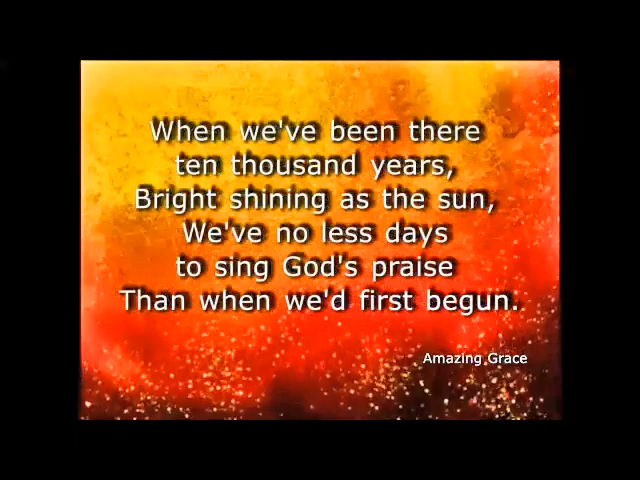 When we've been there
ten thousand years,
Bright shining as the sun,
We've no less days
to sing God's praise
Than when we'd first begun.
Amazing Grace